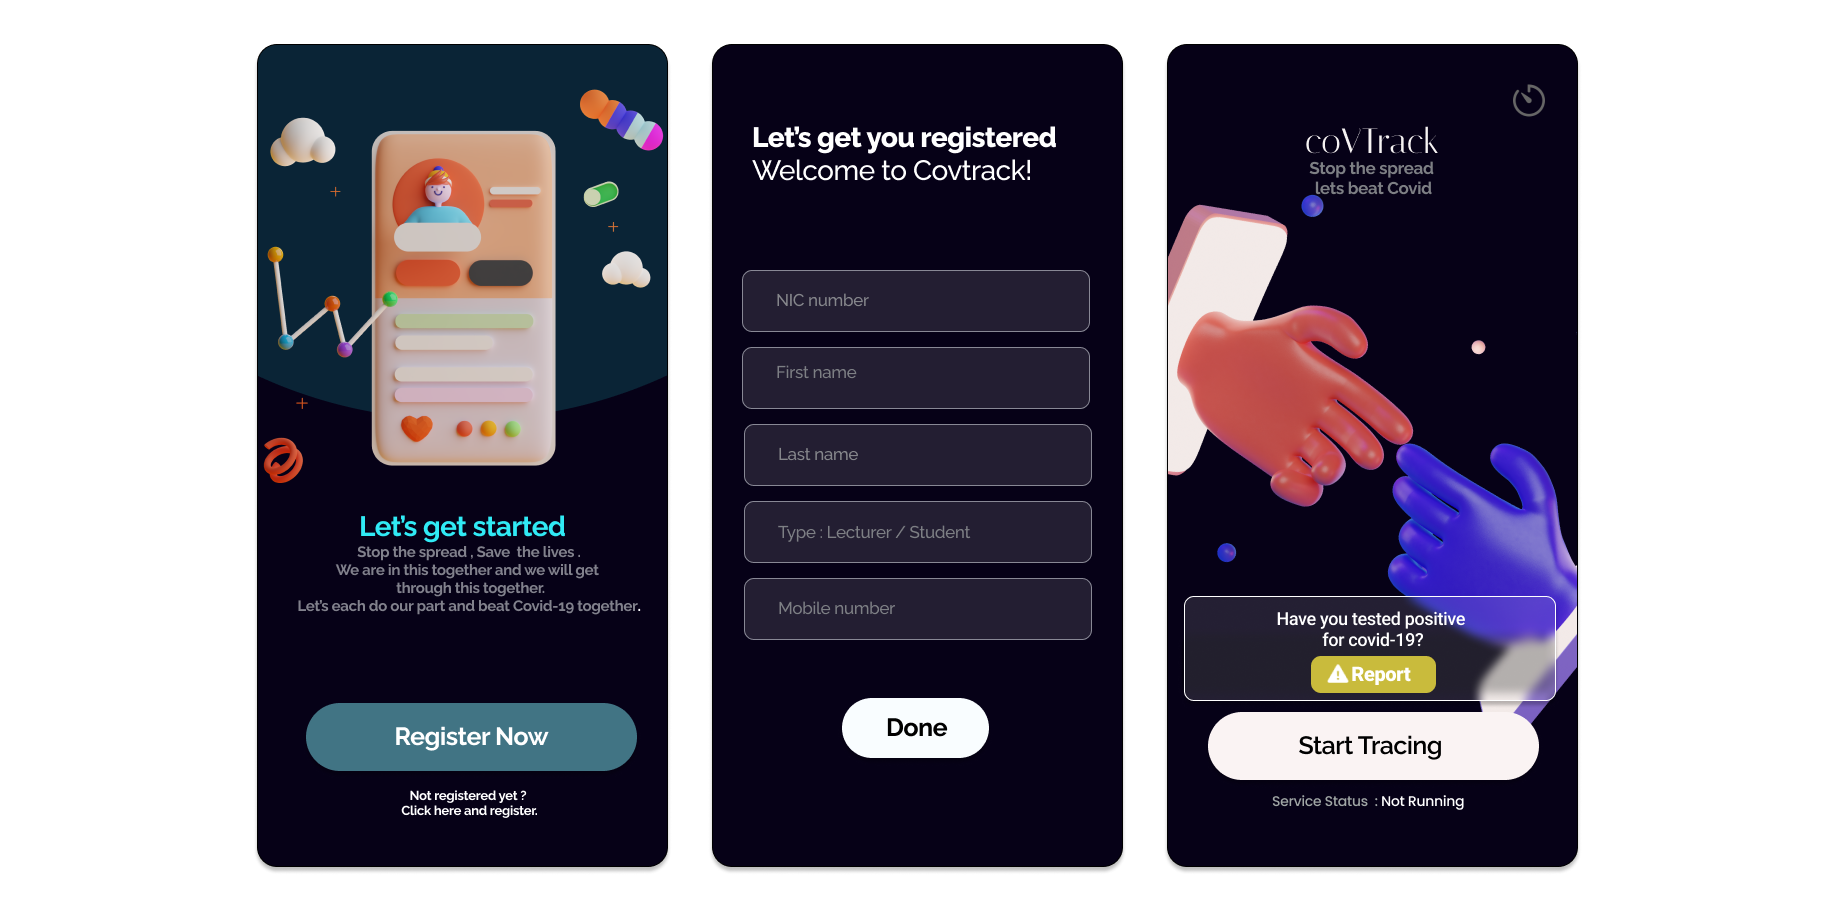 Let's get started
Stop the spread , Save  the lives .
We are in this together and we will get
through this together.
Let's each do our part and beat Covid-19 together.
Register Now
Not registered yet ?
Click here and register.
Let's get you registered
Welcome to Covtrack!
NIC number
First name
Last name
Type : Lecturer / Student
Mobile number
Done
coVTrack
Stop the spread
lets beat Covid
Have you tested positive
for covid-19?
Report
Start Tracing
Service Status  : Not Running